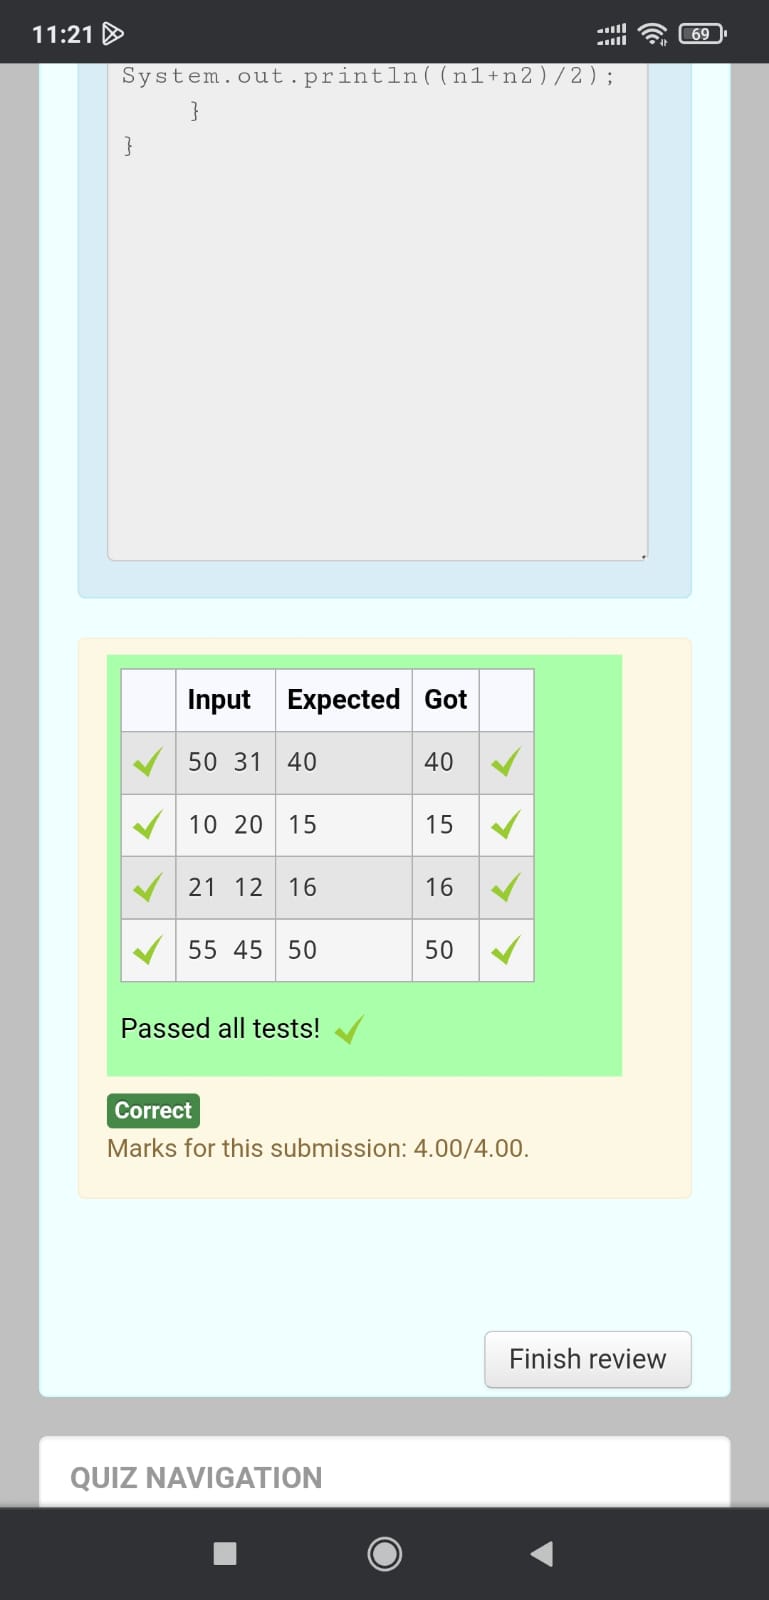 11:21
69
System.out.println((n1+n2)/2);
}
}
Input Expected Got
50 31 40 40
10 20 15 15
21 12 16 16
55 45 50 50
Passed all tests!
Correct
Marks for this submission: 4.00/4.00.
Finish review
QUIZ NAVIGATION